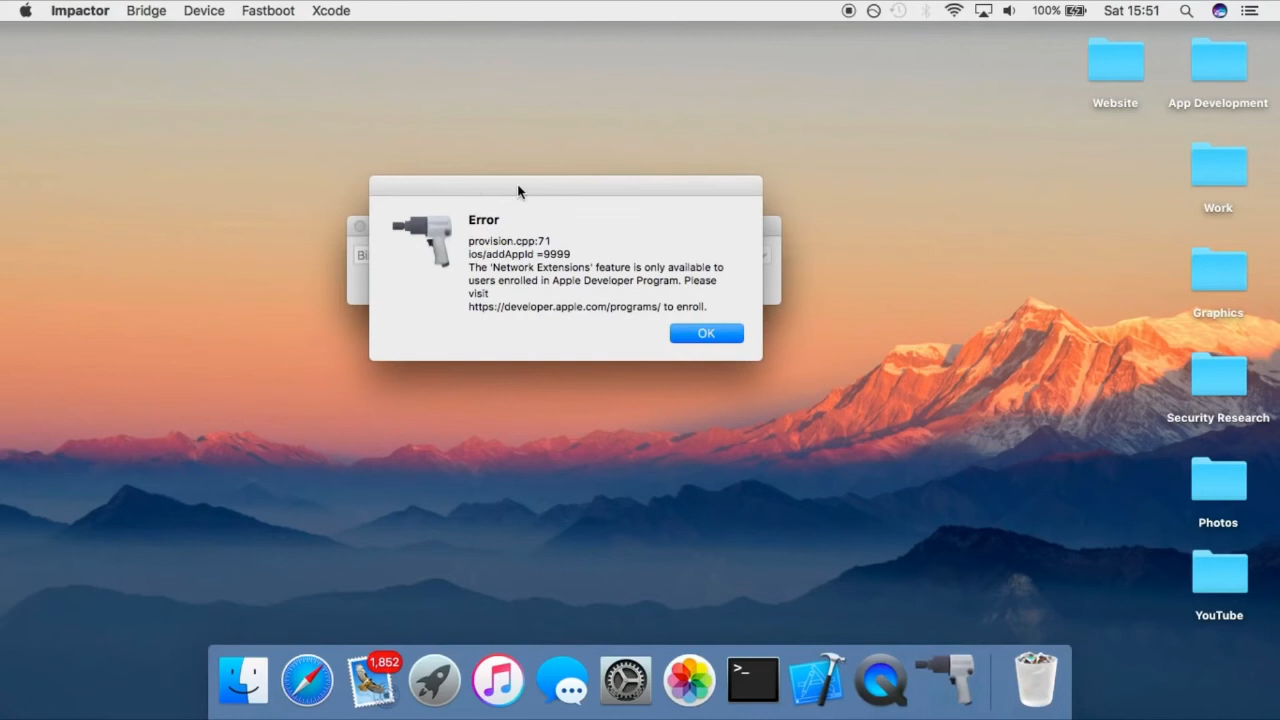 Impactor Bridge Device Fastboot Xcode 100% Sat 15:51
Website App Development
Work
Graphics
Security Research
Photos
YouTube
Bi
Error
provision.cpp:71
ios/addAppId =9999
The 'Network Extensions' feature is only available to
users enrolled in Apple Developer Program. Please
visit
https://developer.apple.com/programs/ to enroll.
OK
1,852
>_